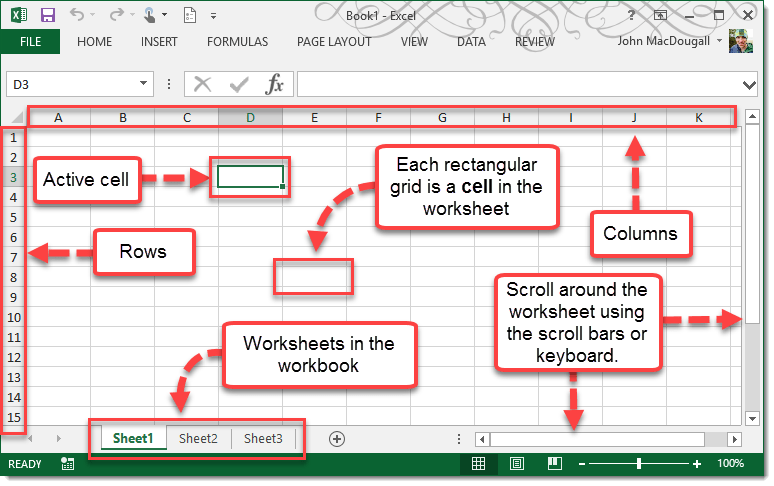 Book1 - Excel
FILE HOME INSERT FORMULAS PAGE LAYOUT VIEW DATA REVIEW John MacDougall
D3 fx
A B C D E F G H I J K
1
2
3
4
5
6
7
8
9
10
11
12
13
14
15
Active cell
Each rectangular
grid is a cell in the
worksheet
Columns
Rows
Scroll around the
worksheet using
the scroll bars or
keyboard.
Worksheets in the
workbook
Sheet1 Sheet2 Sheet3
READY 100%